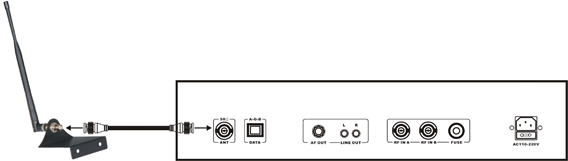 A-D-B
L R
ANT DATA AF OUT LINE OUT RF IN A RF IN B FUSE AC110-220V